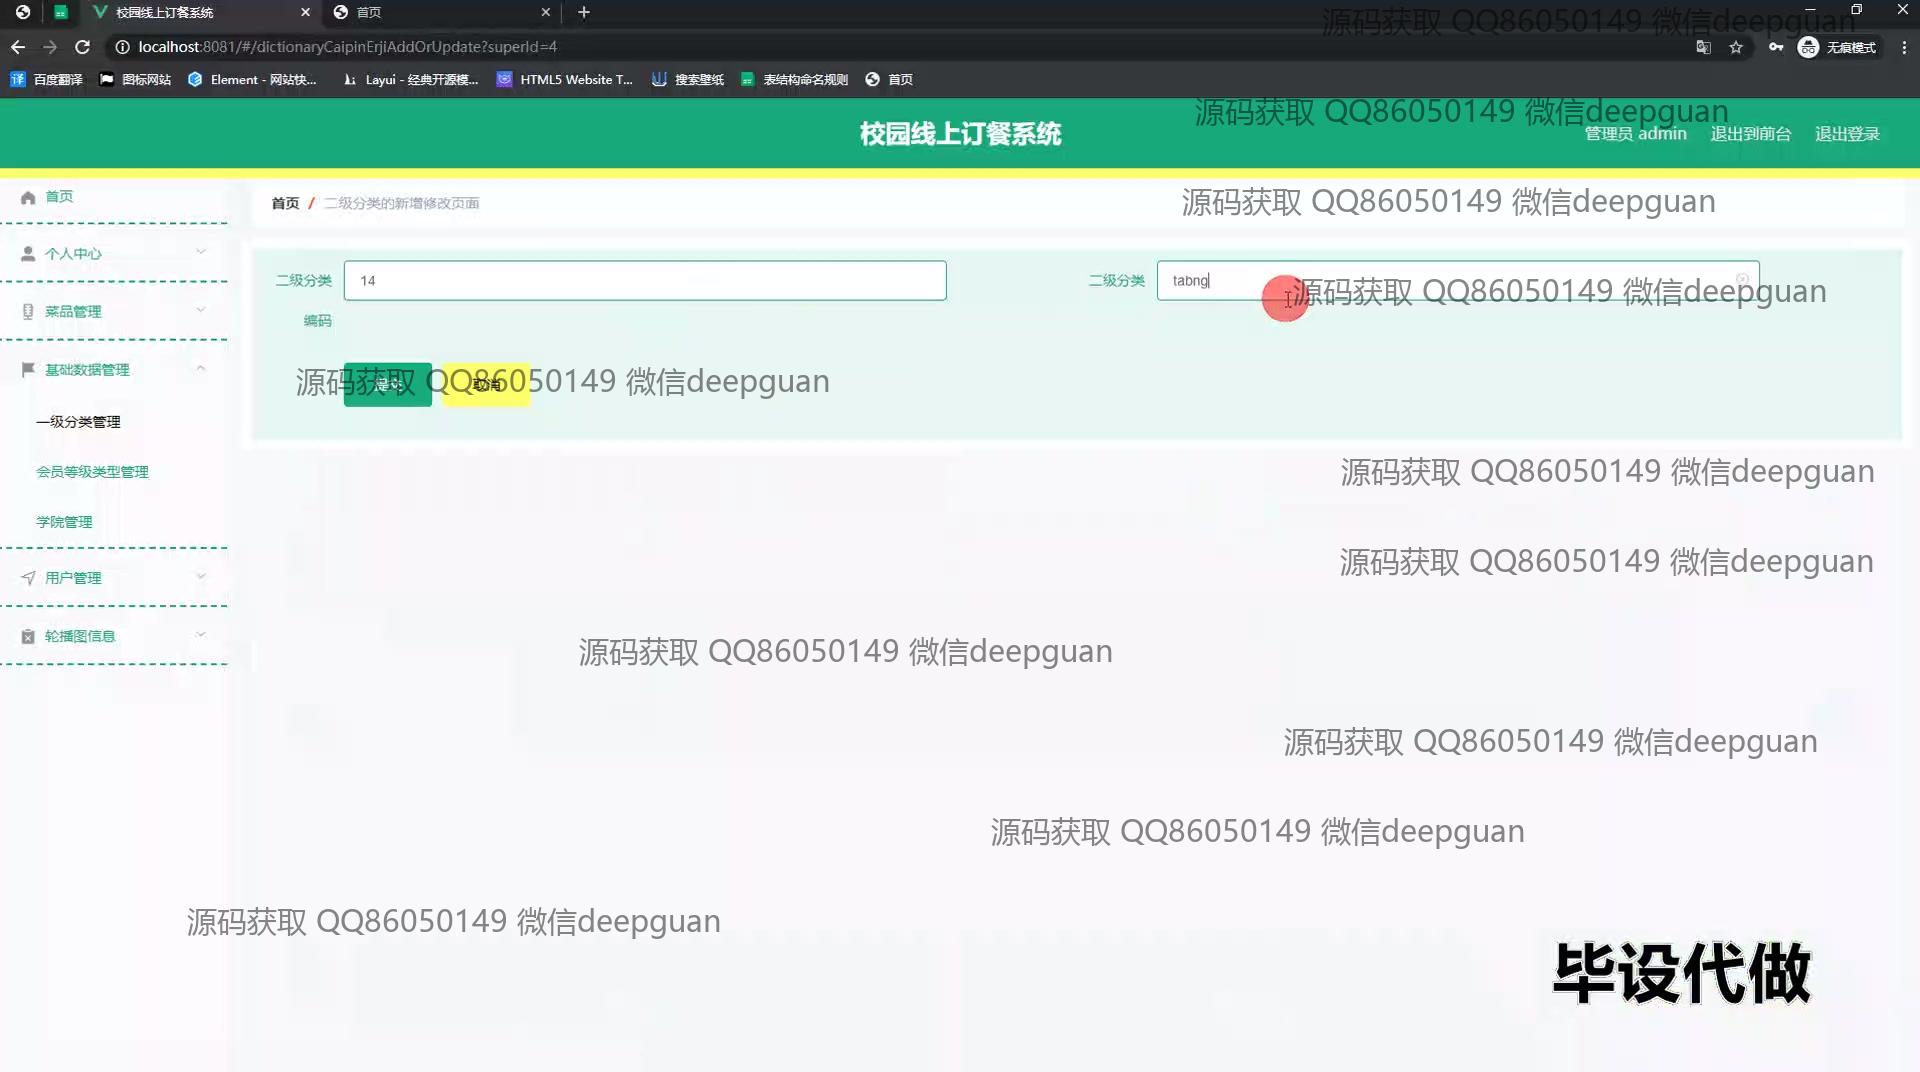 校园线上订餐系统
首页
源码获取 QQ86050149 微信deepguan
localhost:8081/#/dictionaryCaipinErjiAddOrUpdate?superId=4
无痕模式
百度翻译
图标网站
Element - 网站快...
Layui - 经典开源模...
HTML5 Website T...
搜索壁纸
表结构命名规则
首页
源码获取 QQ86050149 微信deepguan
校园线上订餐系统
管理员 admin
退出到前台
退出登录
首页
首页 / 二级分类的新增修改页面
源码获取 QQ86050149 微信deepguan
个人中心
二级分类
编码
14
二级分类
tabng
源码获取 QQ86050149 微信deepguan
菜品管理
基础数据管理
提交
取消
源码获取 QQ86050149 微信deepguan
一级分类管理
会员等级类型管理
源码获取 QQ86050149 微信deepguan
学院管理
源码获取 QQ86050149 微信deepguan
用户管理
轮播图信息
源码获取 QQ86050149 微信deepguan
源码获取 QQ86050149 微信deepguan
源码获取 QQ86050149 微信deepguan
源码获取 QQ86050149 微信deepguan
毕设代做